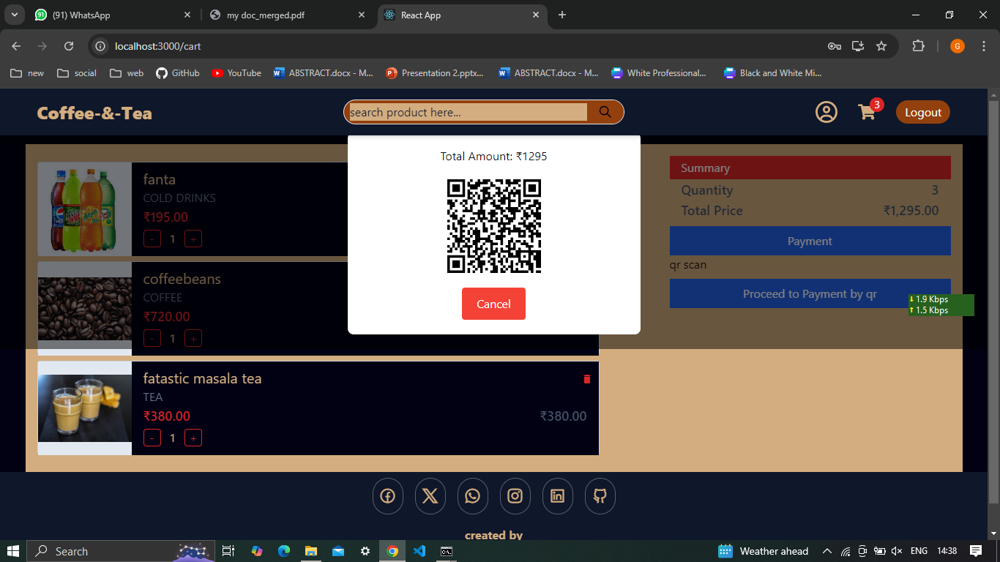 (91) WhatsApp
my doc_merged.pdf
React App
localhost:3000/cart
G
new
social
web
GitHub
YouTube
ABSTRACT.docx - M...
Presentation 2.pptx...
ABSTRACT.docx - M...
White Professional...
Black and White Mi...
Coffee-&-Tea
search product here...
3
Logout
Total Amount: ₹1295
Cancel
fanta
COLD DRINKS
₹195.00
- 1 +
coffeebeans
COFFEE
₹720.00
- 1 +
fatastic masala tea
TEA
₹380.00 ₹380.00
- 1 +
Summary
Quantity 3
Total Price ₹1,295.00
Payment
qr scan
Proceed to Payment by qr
1.9 Kbps
1.5 Kbps
created by
Search
Weather ahead
ENG
14:38